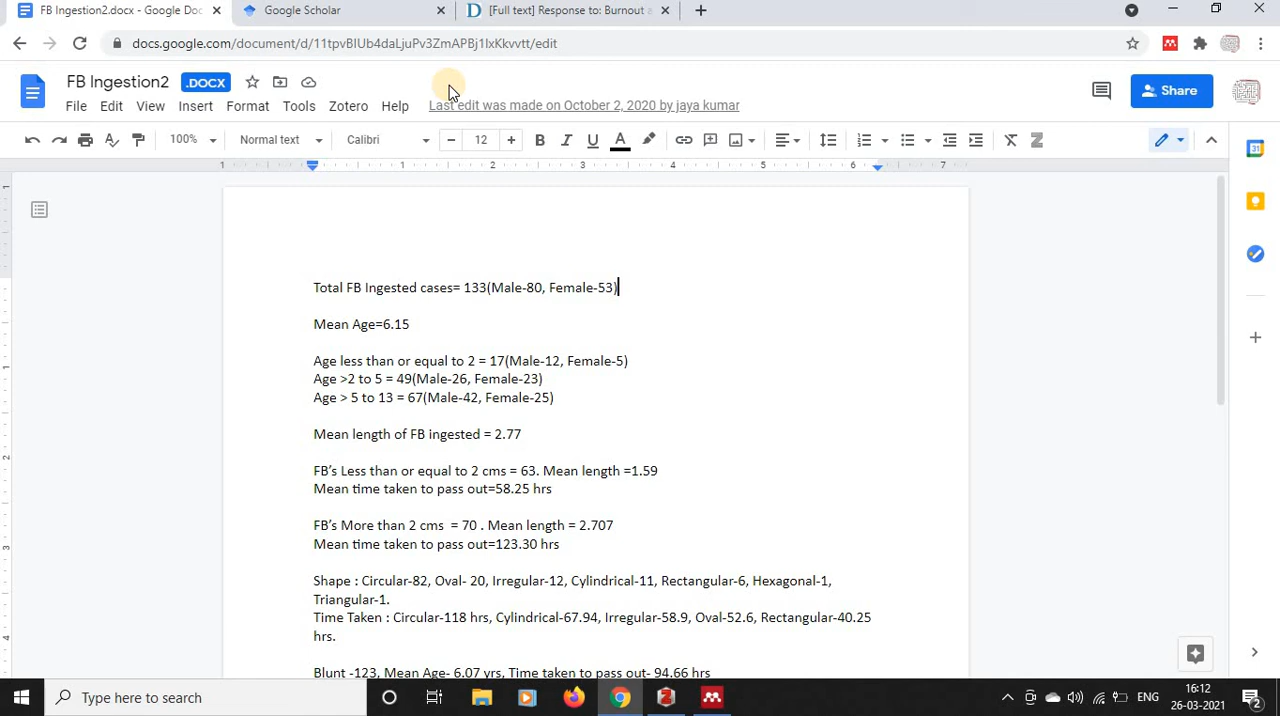 FB Ingestion2.docx - Google Doc
Google Scholar
[Full text] Response to: Burnout a
docs.google.com/document/d/11tpvBIUb4daLjuPv3ZmAPBj1IxKkvvtt/edit
FB Ingestion2 .DOCX
Share
File Edit View Insert Format Tools Zotero Help Last edit was made on October 2, 2020 by jaya kumar
100% Normal text Calibri 12
1 1 2 3 4 5 6 7
Total FB Ingested cases= 133(Male-80, Female-53)
Mean Age=6.15
Age less than or equal to 2 = 17(Male-12, Female-5)
Age >2 to 5 = 49(Male-26, Female-23)
Age > 5 to 13 = 67(Male-42, Female-25)
Mean length of FB ingested = 2.77
FB's Less than or equal to 2 cms = 63. Mean length =1.59
Mean time taken to pass out=58.25 hrs
FB's More than 2 cms = 70 . Mean length = 2.707
Mean time taken to pass out=123.30 hrs
Shape : Circular-82, Oval- 20, Irregular-12, Cylindrical-11, Rectangular-6, Hexagonal-1,
Triangular-1.
Time Taken : Circular-118 hrs, Cylindrical-67.94, Irregular-58.9, Oval-52.6, Rectangular-40.25
hrs.
Blunt -123, Mean Age- 6.07 yrs, Time taken to pass out- 94.66 hrs
Type here to search
ENG
16:12
26-03-2021